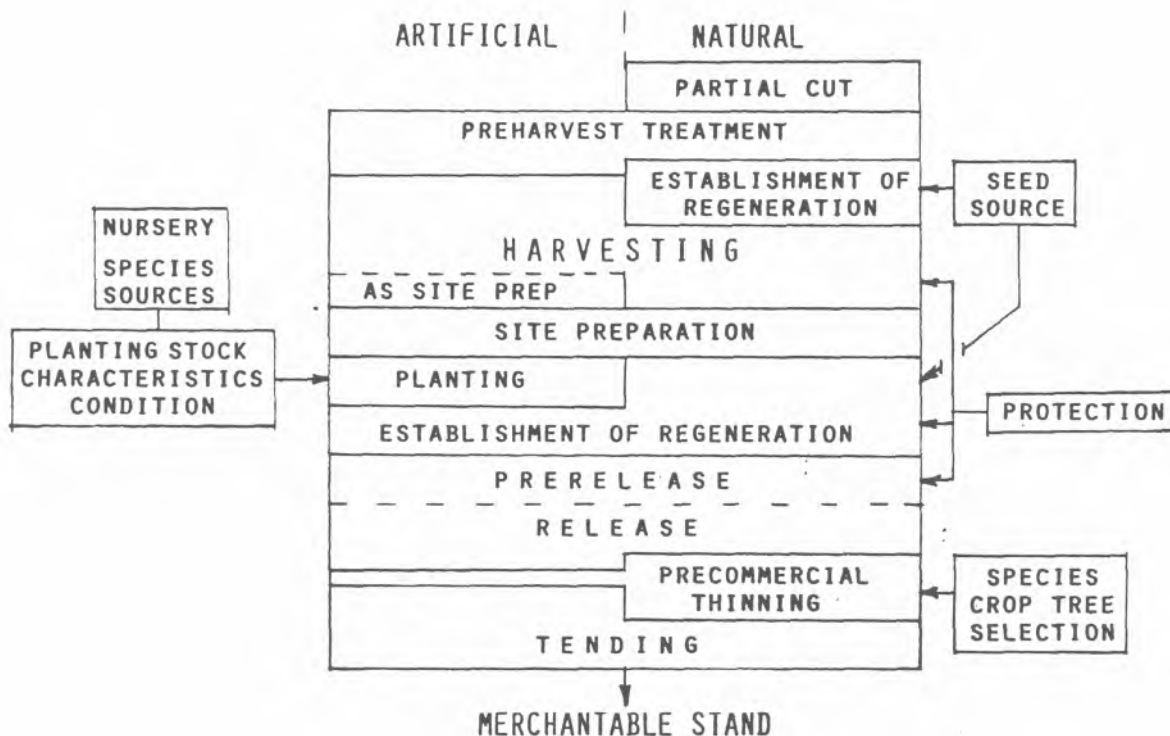 ARTIFICIAL
NATURAL
PARTIAL CUT
PREHARVEST TREATMENT
ESTABLISHMENT OF
REGENERATION
SEED
SOURCE
NURSERY
SPECIES
SOURCES
HARVESTING
AS SITE PREP
SITE PREPARATION
PLANTING STOCK
CHARACTERISTICS
CONDITION
PLANTING
PROTECTION
ESTABLISHMENT OF REGENERATION
PRERELEASE
RELEASE
PRECOMMERCIAL
THINNING
SPECIES
CROP TREE
SELECTION
TENDING
MERCHANTABLE STAND